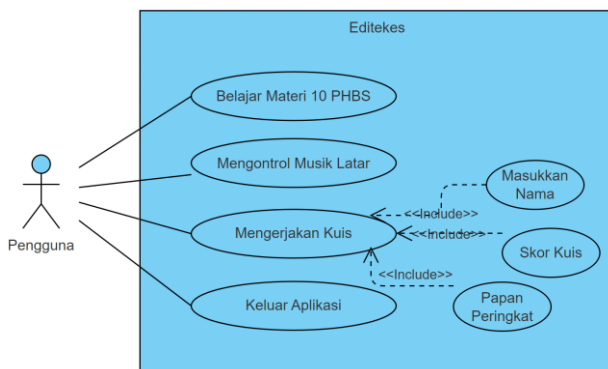 Editekes
Belajar Materi 10 PHBS
Mengontrol Musik Latar
Masukkan
Nama
<<Include>>
Pengguna
Mengerjakan Kuis
<<Include>>
Skor Kuis
<<Include>>
Keluar Aplikasi
Papan
Peringkat